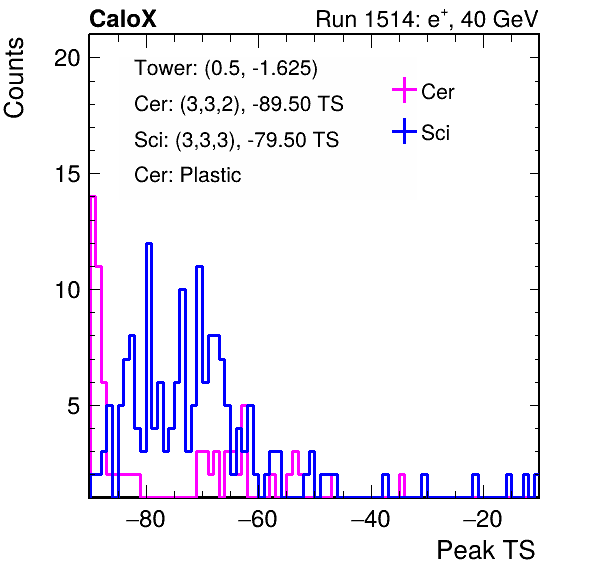 CaloX Run 1514: e⁺, 40 GeV
Counts
Tower: (0.5, -1.625)
Cer: (3,3,2), -89.50 TS
Sci: (3,3,3), -79.50 TS
Cer: Plastic
Cer
Sci
20
15
10
5
−80 −60 −40 −20
Peak TS